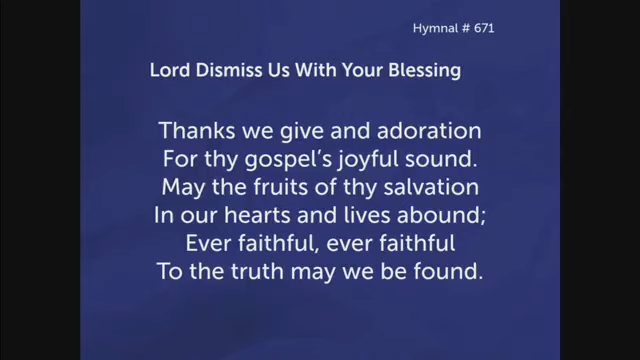 Hymnal # 671
Lord Dismiss Us With Your Blessing
Thanks we give and adoration
For thy gospel's joyful sound.
May the fruits of thy salvation
In our hearts and lives abound;
Ever faithful, ever faithful
To the truth may we be found.